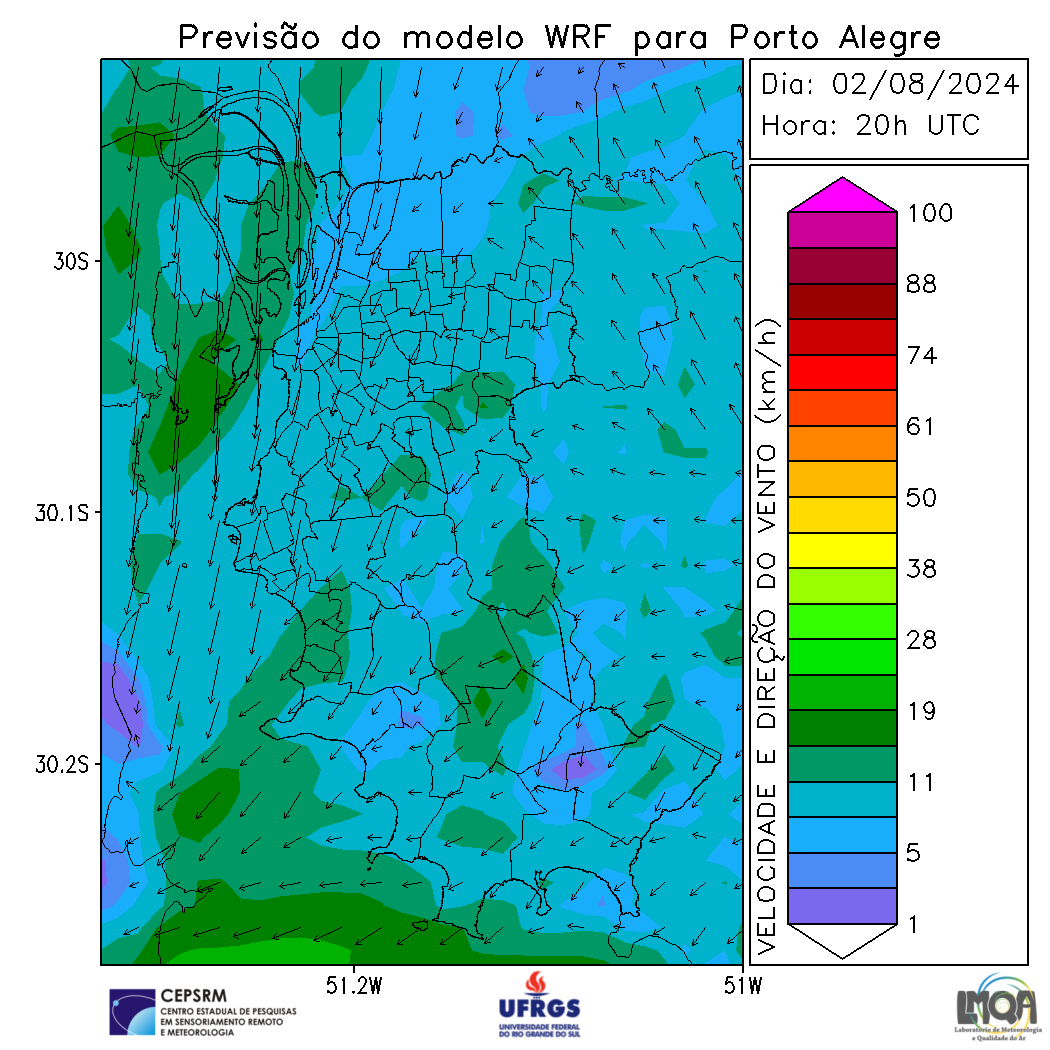 Previsão do modelo WRF para Porto Alegre
Dia: 02/08/2024
Hora: 20h UTC
30S
30.1S
30.2S
51.2W
51W
VELOCIDADE E DIREÇÃO DO VENTO (km/h)
100
88
74
61
50
38
28
19
11
5
1
CEPSRM
CENTRO ESTADUAL DE PESQUISAS
EM SENSORIAMENTO REMOTO
E METEOROLOGIA
UFRGS
UNIVERSIDADE FEDERAL
DO RIO GRANDE DO SUL
LMQA
Laboratório de Meteorologia
e Qualidade do Ar